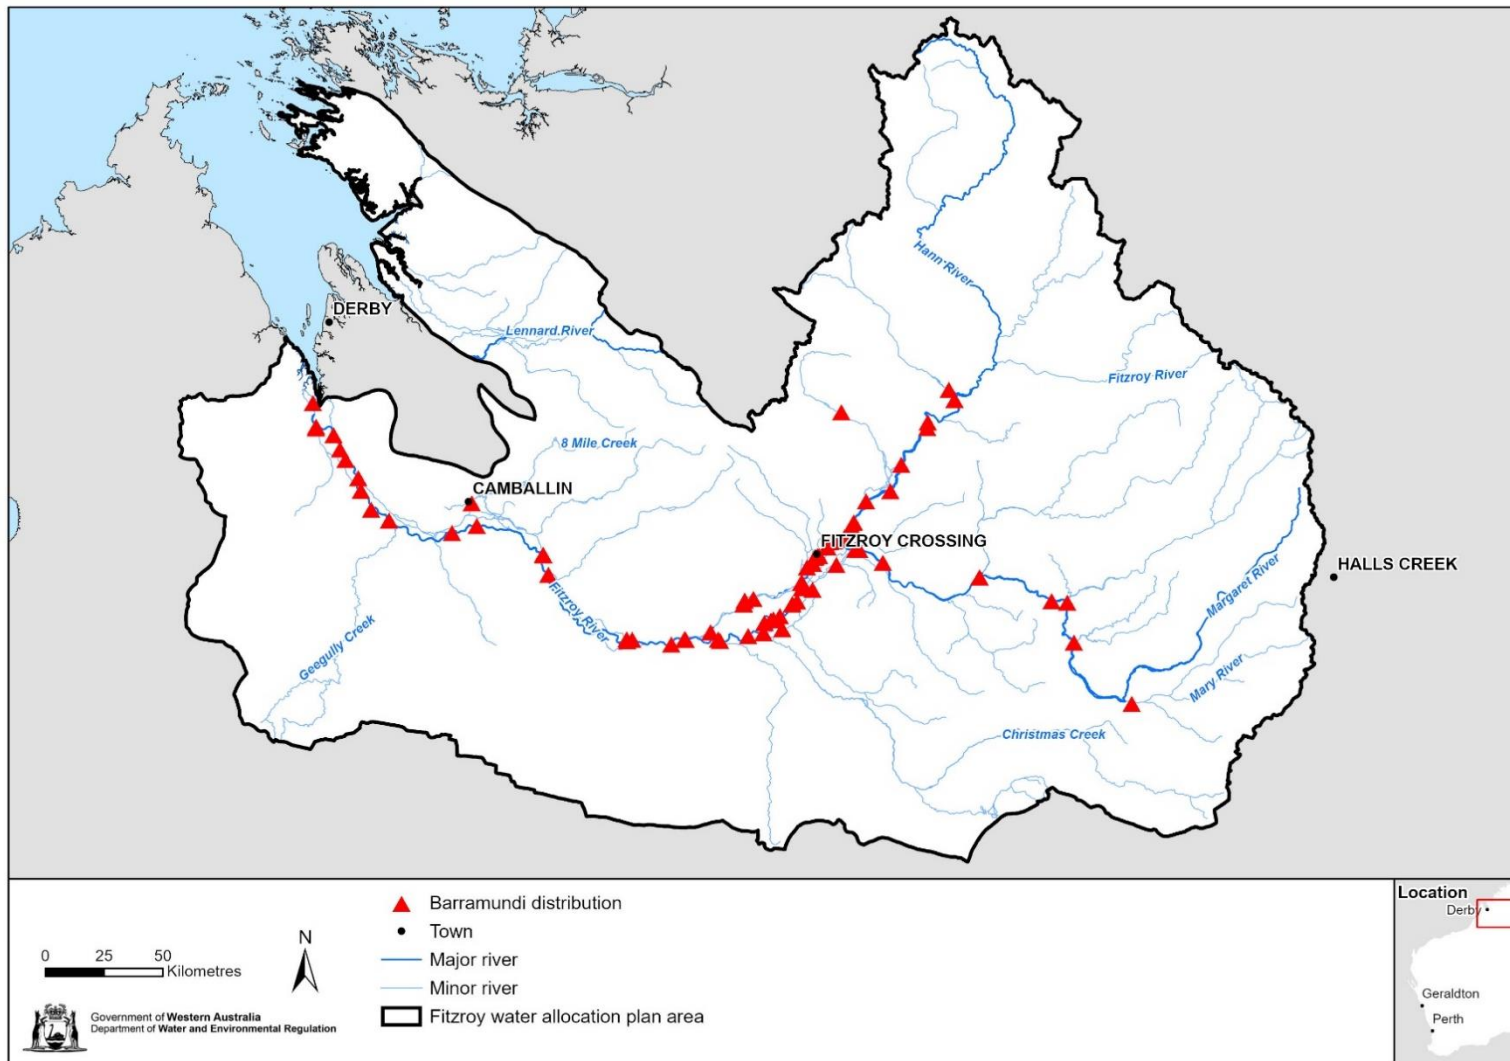 Hann River
DERBY
Lennard River
Fitzroy River
8 Mile Creek
CAMBALLIN
FITZROY CROSSING
HALLS CREEK
Margaret River
Fitzroy River
Geegully Creek
Mary River
Christmas Creek
Barramundi distribution
Town
Major river
Minor river
Fitzroy water allocation plan area
0 25 50
Kilometres
N
Government of Western Australia
Department of Water and Environmental Regulation
Location
Derby
Geraldton
Perth